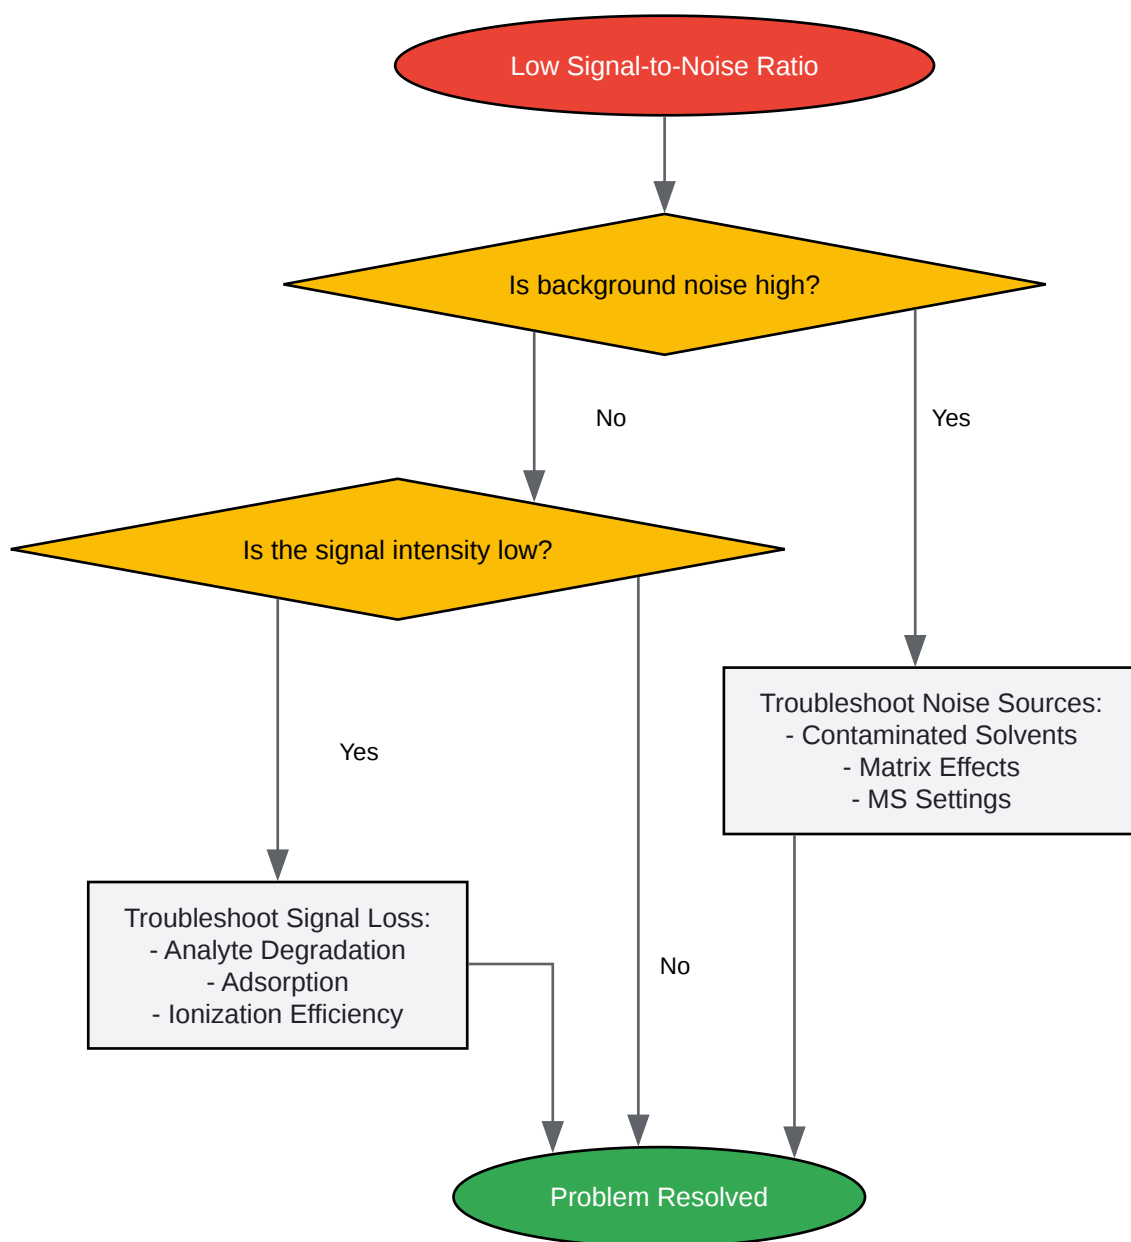 Low Signal-to-Noise Ratio
Is background noise high?
No
Yes
Is the signal intensity low?
Troubleshoot Noise Sources:
- Contaminated Solvents
- Matrix Effects
- MS Settings
Yes
Troubleshoot Signal Loss:
- Analyte Degradation
- Adsorption
- Ionization Efficiency
No
Problem Resolved